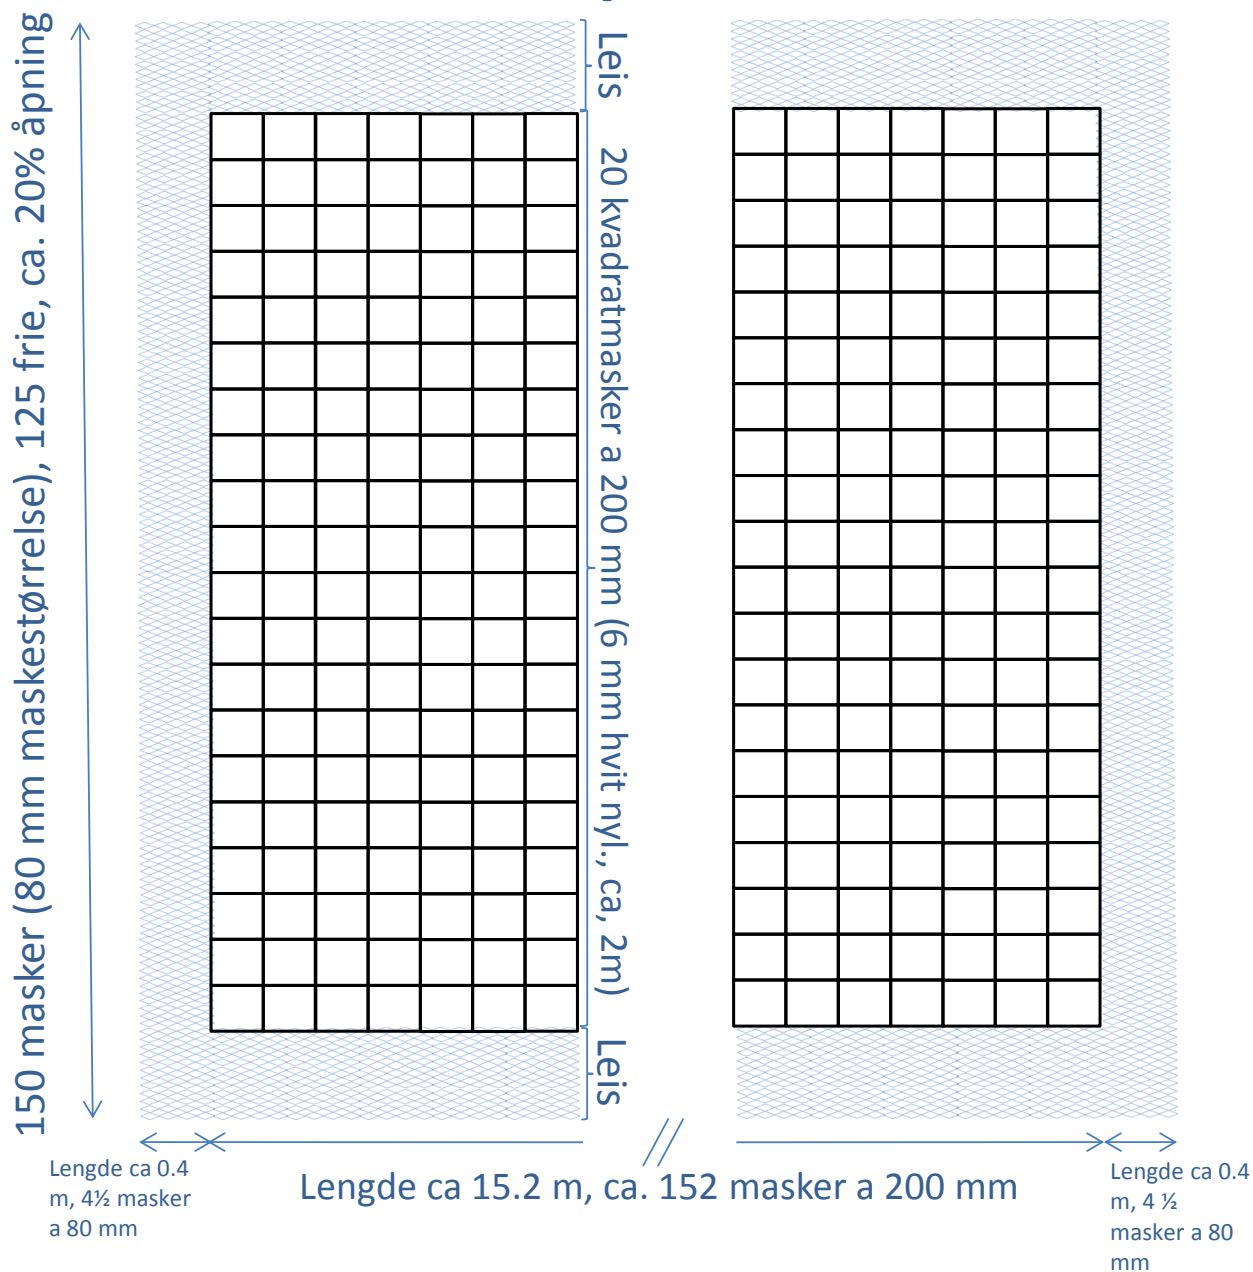 150 masker (80 mm maskestørrelse), 125 frie, ca. 20% åpning
Leis
20 kvadratmasker a 200 mm (6 mm hvit nyl., ca, 2m)
Leis
Lengde ca 0.4
m, 4½ masker
a 80 mm
Lengde ca 15.2 m, ca. 152 masker a 200 mm
Lengde ca 0.4
m, 4 ½
masker a 80
mm